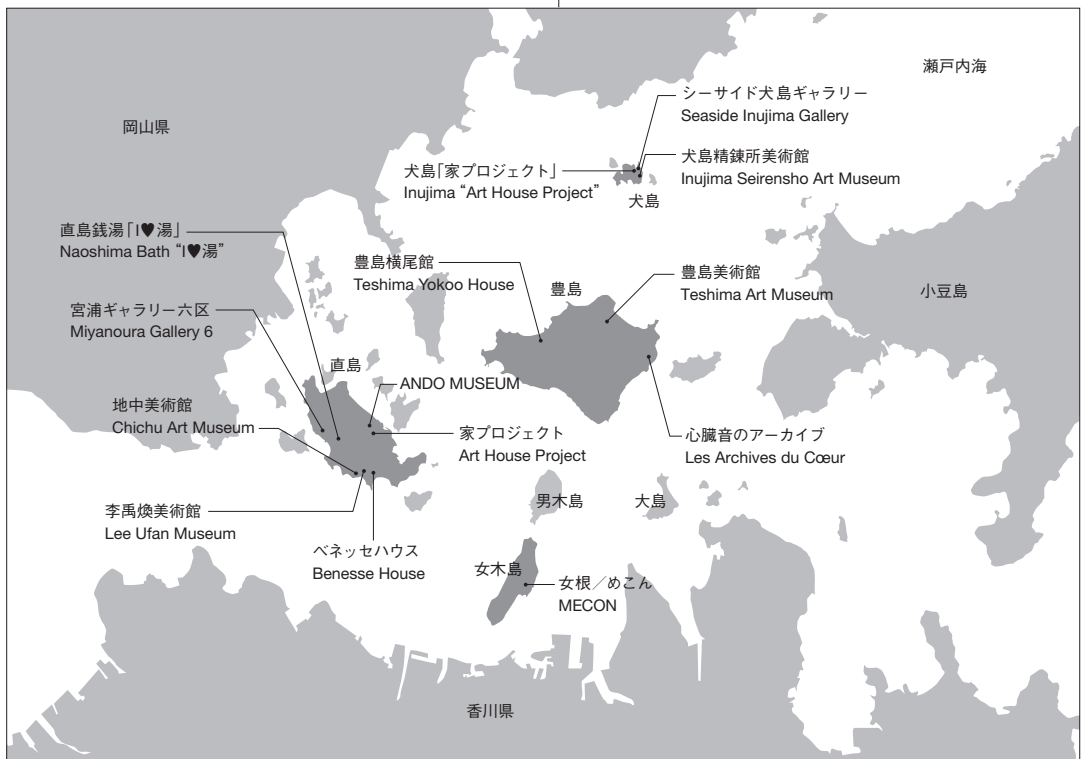 瀬戸内海
岡山県
シーサイド犬島ギャラリー
Seaside Inujima Gallery
犬島「家プロジェクト」
Inujima “Art House Project”
犬島精錬所美術館
Inujima Seirensho Art Museum
犬島
直島銭湯「I♥湯」
Naoshima Bath “I♥湯”
豊島横尾館
Teshima Yokoo House
豊島
豊島美術館
Teshima Art Museum
小豆島
宮浦ギャラリー六区
Miyanoura Gallery 6
直島
ANDO MUSEUM
地中美術館
Chichu Art Museum
家プロジェクト
Art House Project
心臓音のアーカイブ
Les Archives du Cœur
李禹煥美術館
Lee Ufan Museum
男木島
大島
ベネッセハウス
Benesse House
女木島
女根/めこん
MECON
香川県